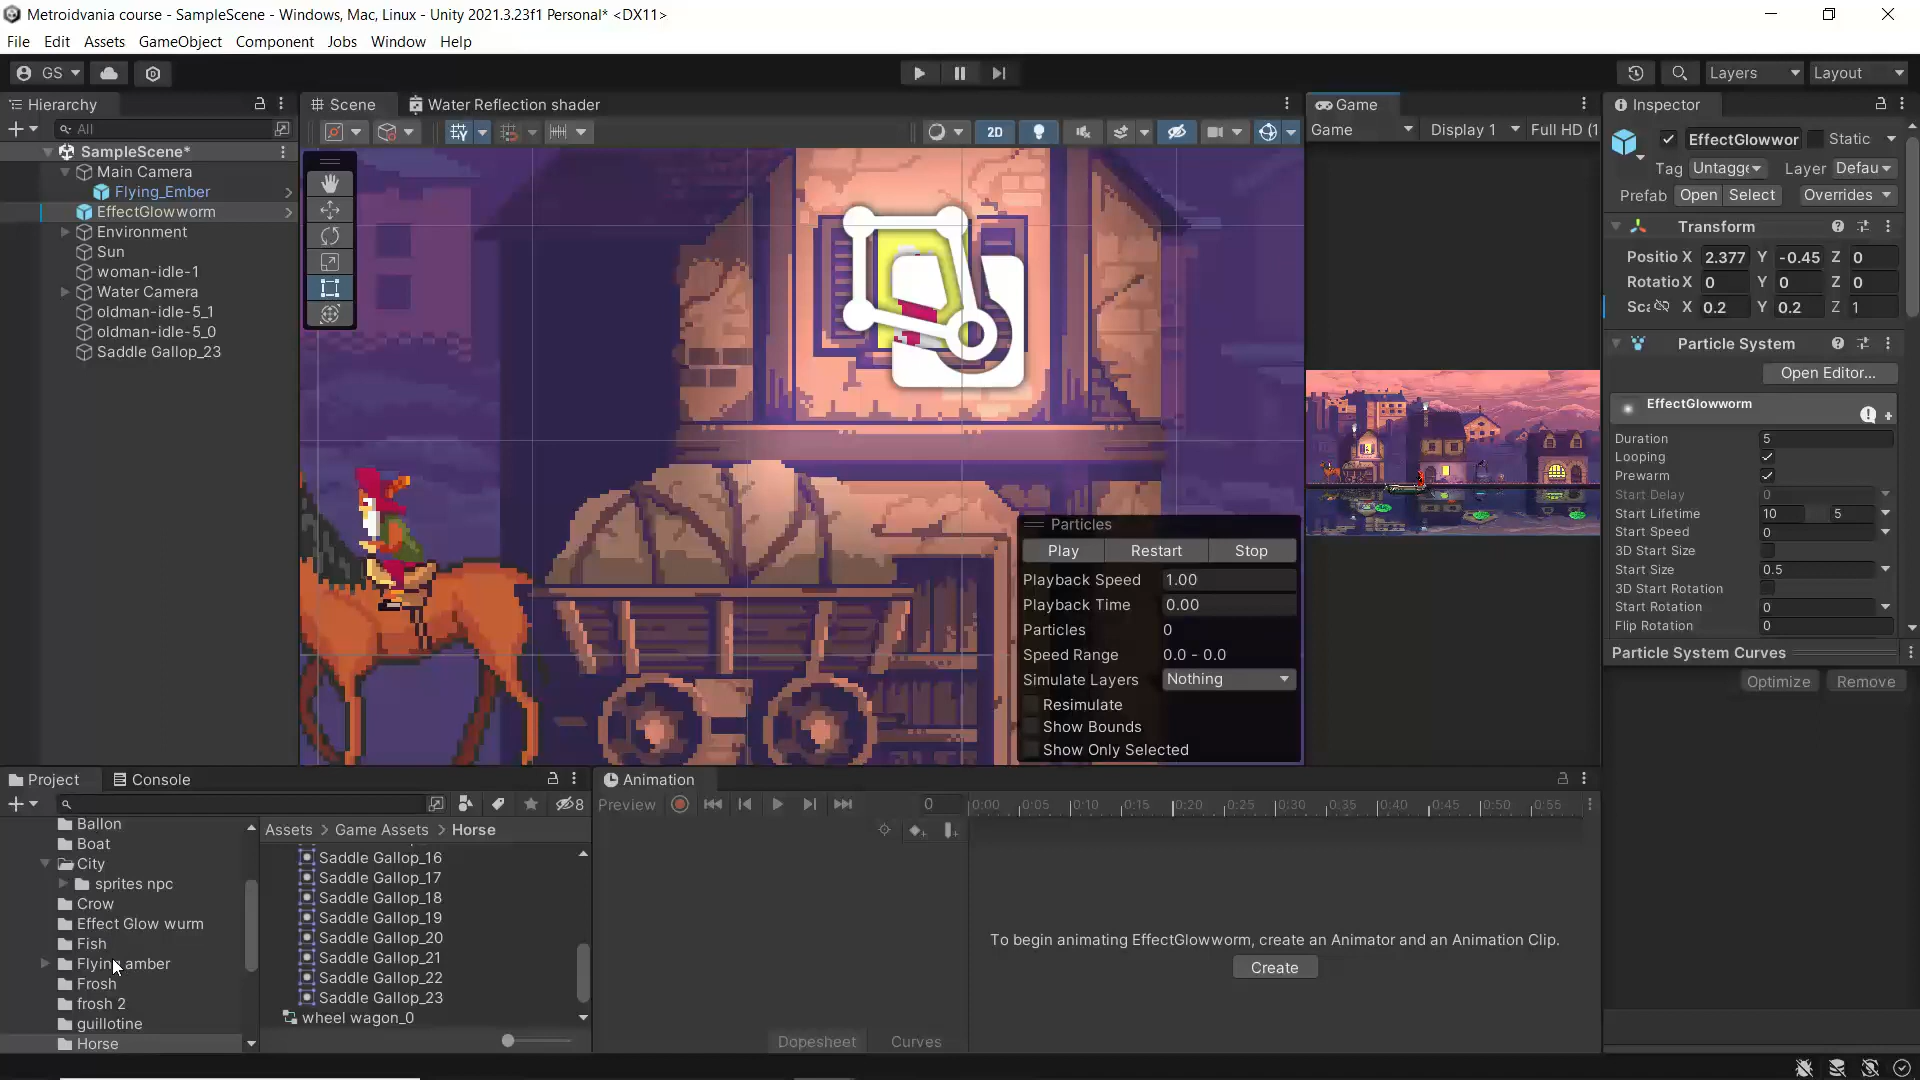 Metroidvania course - SampleScene - Windows, Mac, Linux - Unity 2021.3.23f1 Personal* <DX11>
File Edit Assets GameObject Component Jobs Window Help
GS Layers Layout
Hierarchy
All
SampleScene*
Main Camera
Flying_Ember
EffectGlowworm
Environment
Sun
woman-idle-1
Water Camera
oldman-idle-5_1
oldman-idle-5_0
Saddle Gallop_23
Scene Water Reflection shader
2D
Particles
Play Restart Stop
Playback Speed 1.00
Playback Time 0.00
Particles 0
Speed Range 0.0 - 0.0
Simulate Layers Nothing
Resimulate
Show Bounds
Show Only Selected
Game
Game Display 1 Full HD (1
Inspector
EffectGlowwor Static
Tag Untagge Layer Defau
Prefab Open Select Overrides
Transform
Positio X 2.377 Y -0.45 Z 0
Rotatio X 0 Y 0 Z 0
Sca X 0.2 Y 0.2 Z 1
Particle System
Open Editor...
EffectGlowworm
Duration 5
Looping
Prewarm
Start Delay 0
Start Lifetime 10 5
Start Speed 0
3D Start Size
Start Size 0.5
3D Start Rotation
Start Rotation 0
Flip Rotation 0
Particle System Curves
Optimize Remove
Project Console
8
Ballon
Boat
City
sprites npc
Crow
Effect Glow wurm
Fish
Flying amber
Frosh
frosh 2
guillotine
Horse
Assets > Game Assets > Horse
Saddle Gallop_16
Saddle Gallop_17
Saddle Gallop_18
Saddle Gallop_19
Saddle Gallop_20
Saddle Gallop_21
Saddle Gallop_22
Saddle Gallop_23
wheel wagon_0
Animation
Preview 0 0:00 0:05 0:10 0:15 0:20 0:25 0:30 0:35 0:40 0:45 0:50 0:55
To begin animating EffectGlowworm, create an Animator and an Animation Clip.
Create
Dopesheet Curves